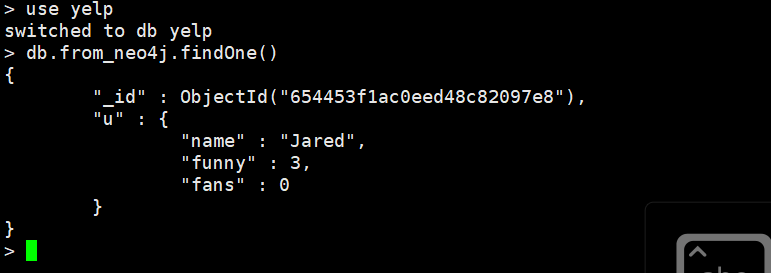 > use yelp
switched to db yelp
> db.from_neo4j.findOne()
{
        "_id" : ObjectId("654453f1ac0eed48c82097e8"),
        "u" : {
                "name" : "Jared",
                "funny" : 3,
                "fans" : 0
        }
}
>